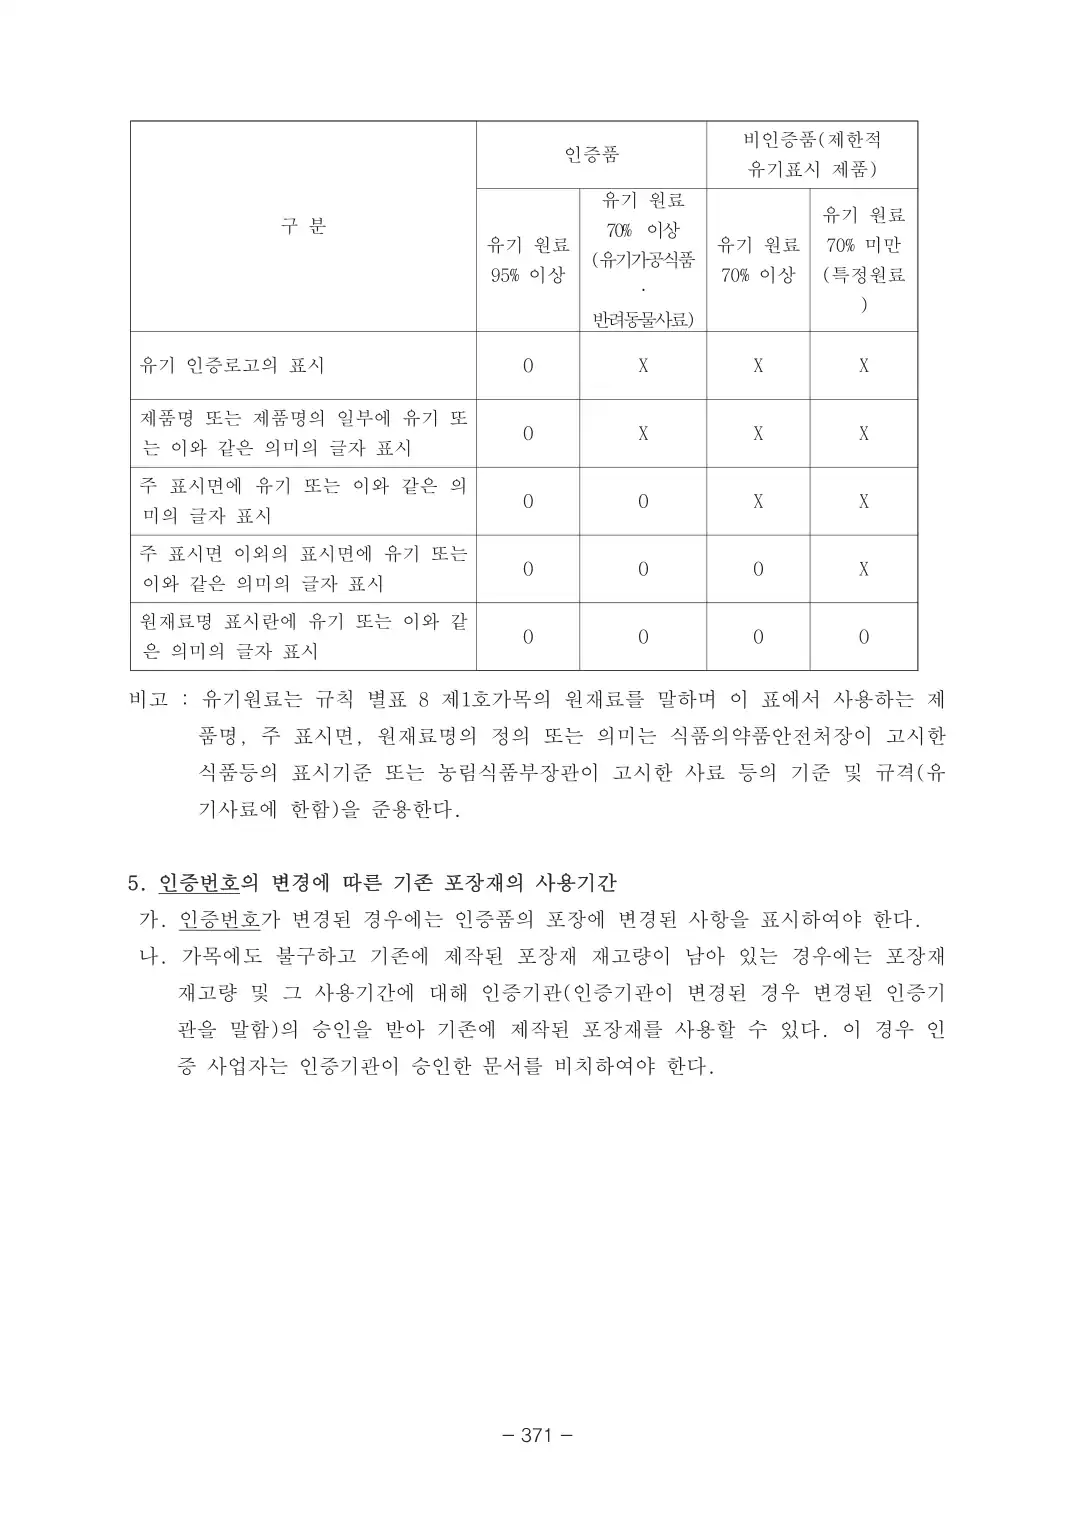 구 분
인증품
비인증품(제한적
유기표시 제품)
유기 원료
95% 이상
유기 원료
70% 이상
(유기가공식품
·
반려동물사료)
유기 원료
70% 이상
유기 원료
70% 미만
(특정원료
)
유기 인증로고의 표시 O X X X
제품명 또는 제품명의 일부에 유기 또
는 이와 같은 의미의 글자 표시 O X X X
주 표시면에 유기 또는 이와 같은 의
미의 글자 표시 O O X X
주 표시면 이외의 표시면에 유기 또는
이와 같은 의미의 글자 표시 O O O X
원재료명 표시란에 유기 또는 이와 같
은 의미의 글자 표시 O O O O
비고 : 유기원료는 규칙 별표 8 제1호가목의 원재료를 말하며 이 표에서 사용하는 제
품명, 주 표시면, 원재료명의 정의 또는 의미는 식품의약품안전처장이 고시한
식품등의 표시기준 또는 농림식품부장관이 고시한 사료 등의 기준 및 규격(유
기사료에 한함)을 준용한다.
5. 인증번호의 변경에 따른 기존 포장재의 사용기간
가. 인증번호가 변경된 경우에는 인증품의 포장에 변경된 사항을 표시하여야 한다.
나. 가목에도 불구하고 기존에 제작된 포장재 재고량이 남아 있는 경우에는 포장재
재고량 및 그 사용기간에 대해 인증기관(인증기관이 변경된 경우 변경된 인증기
관을 말함)의 승인을 받아 기존에 제작된 포장재를 사용할 수 있다. 이 경우 인
증 사업자는 인증기관이 승인한 문서를 비치하여야 한다.
- 371 -